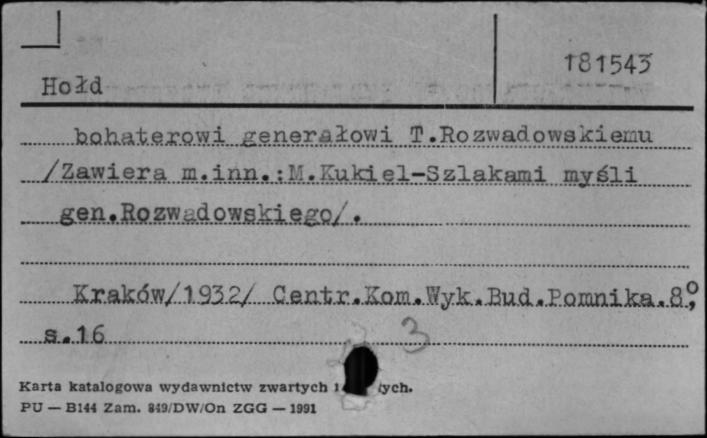 181543
Hołd
bohaterowi generałowi T.Rozwadowskiemu
/Zawiera m.inn.:M.Kukiel-Szlakami myśli
gen.Rozwadowskiego/.
Kraków/1932/ Centr.Kom.Wyk.Bud.Pomnika.8°,
s.16
3
Karta katalogowa wydawnictw zwartych
PU — B144 Zam. 849/DW/On ZGG — 1991